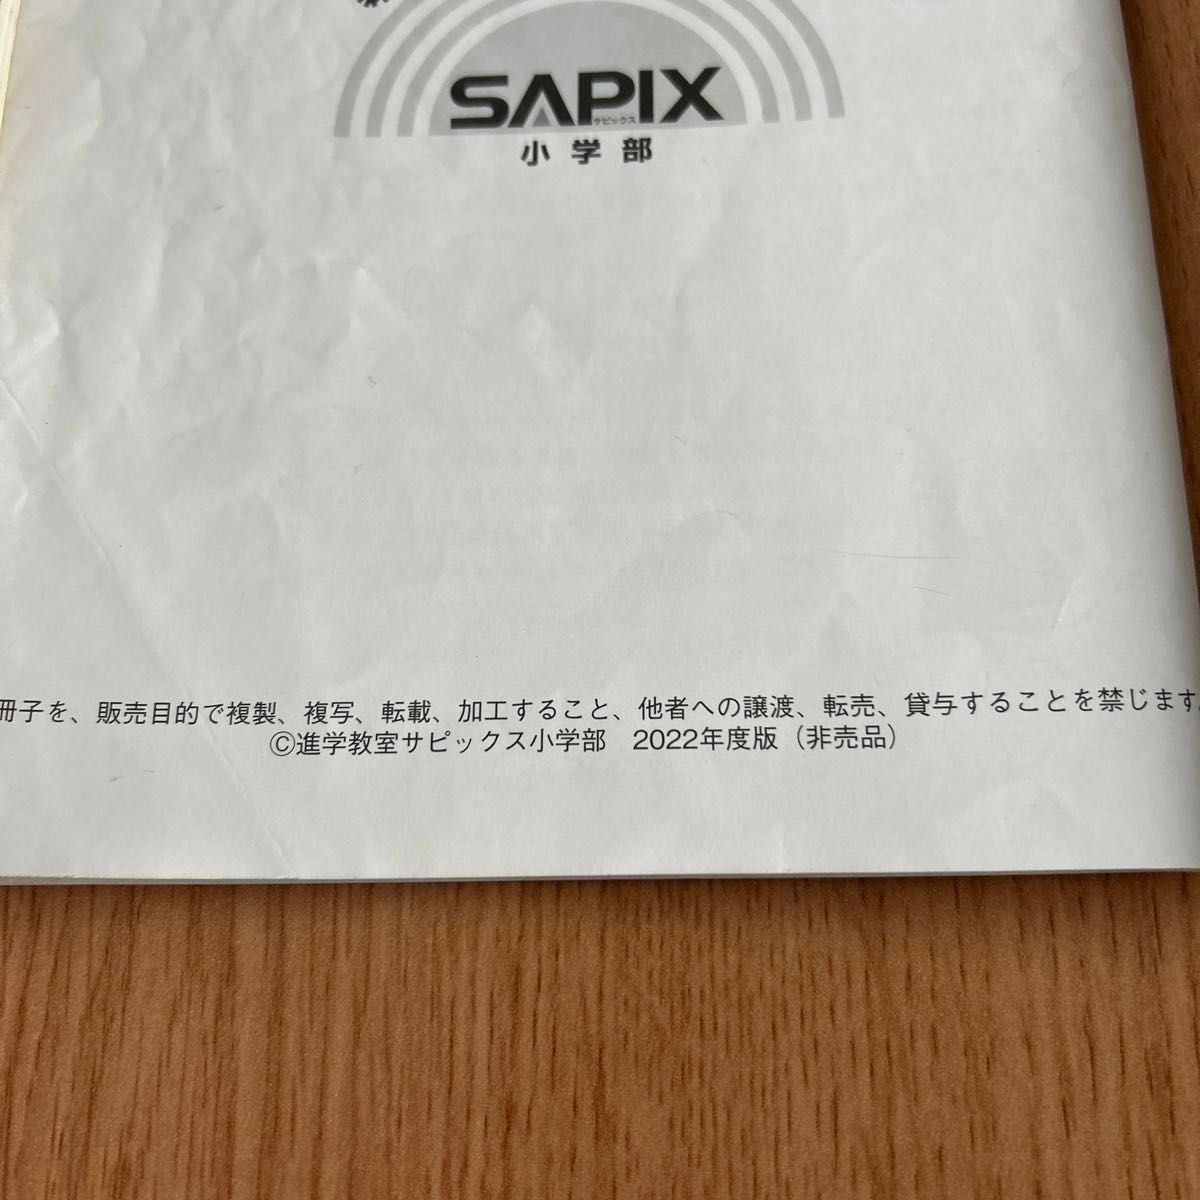 SAPIX
サピックス
小学部
冊子を、販売目的で複製、複写、転載、加工すること、他者への譲渡、転売、貸与することを禁じます。
©進学教室サピックス小学部　2022年度版（非売品）